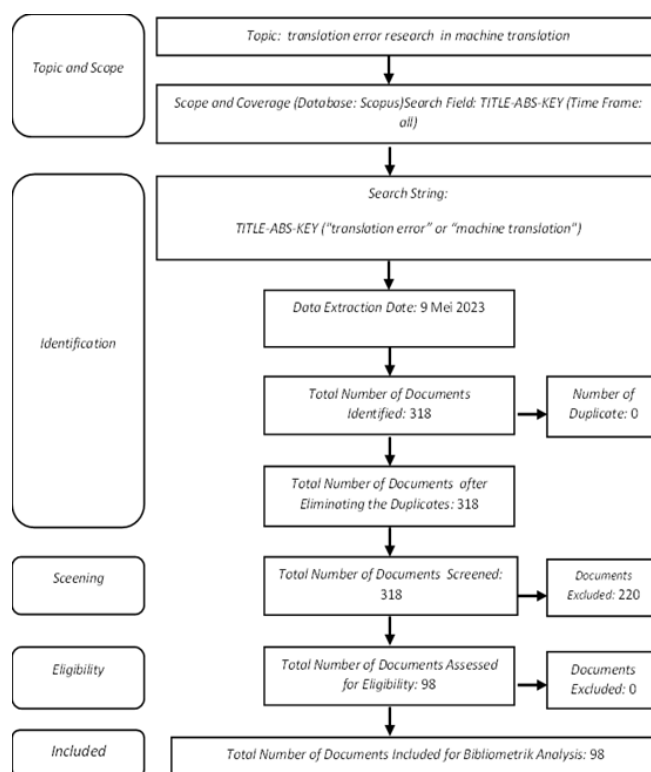 Topic and Scope
Topic: translation error research in machine translation
Scope and Coverage (Database: Scopus)Search Field: TITLE-ABS-KEY (Time Frame:
all)
Identification
Search String:
TITLE-ABS-KEY ("translation error" or "machine translation")
Data Extraction Date: 9 Mei 2023
Total Number of Documents
Identified: 318
Number of
Duplicate: 0
Total Number of Documents after
Eliminating the Duplicates: 318
Sceening
Total Number of Documents Screened:
318
Documents
Excluded: 220
Eligibility
Total Number of Documents Assessed
for Eligibility: 98
Documents
Excluded: 0
Included
Total Number of Documents Included for Bibliometrik Analysis: 98